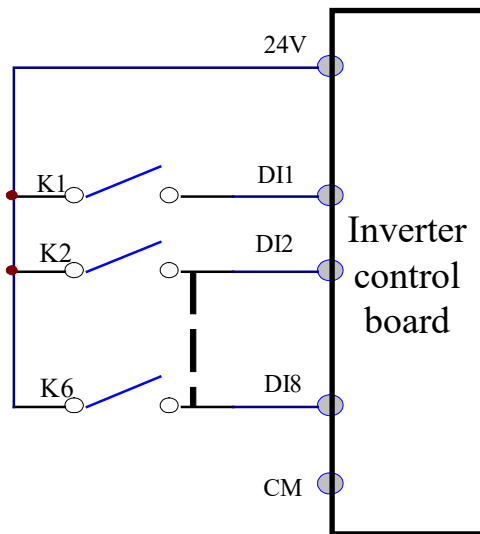 24V
K1
DI1
K2
DI2
Inverter
control
board
K6
DI8
CM